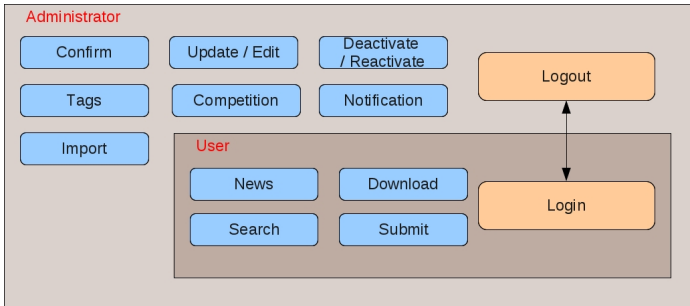 Administrator
Confirm
Update / Edit
Deactivate
/ Reactivate
Logout
Tags
Competition
Notification
Import
User
News
Download
Login
Search
Submit